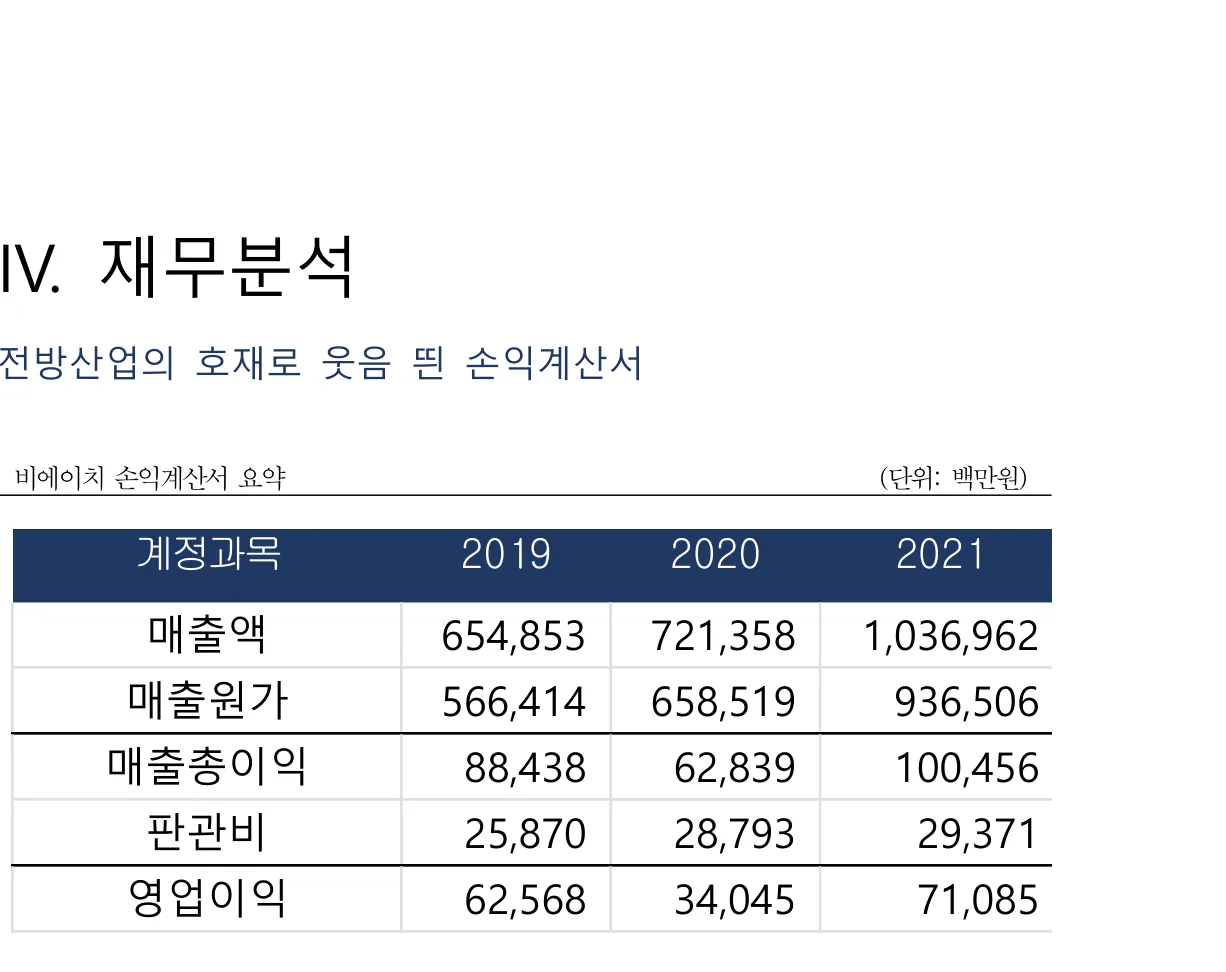 IV. 재무분석
전방산업의 호재로 웃음 띈 손익계산서
비에이치 손익계산서 요약 (단위: 백만원)
계정과목 2019 2020 2021
매출액 654,853 721,358 1,036,962
매출원가 566,414 658,519 936,506
매출총이익 88,438 62,839 100,456
판관비 25,870 28,793 29,371
영업이익 62,568 34,045 71,085